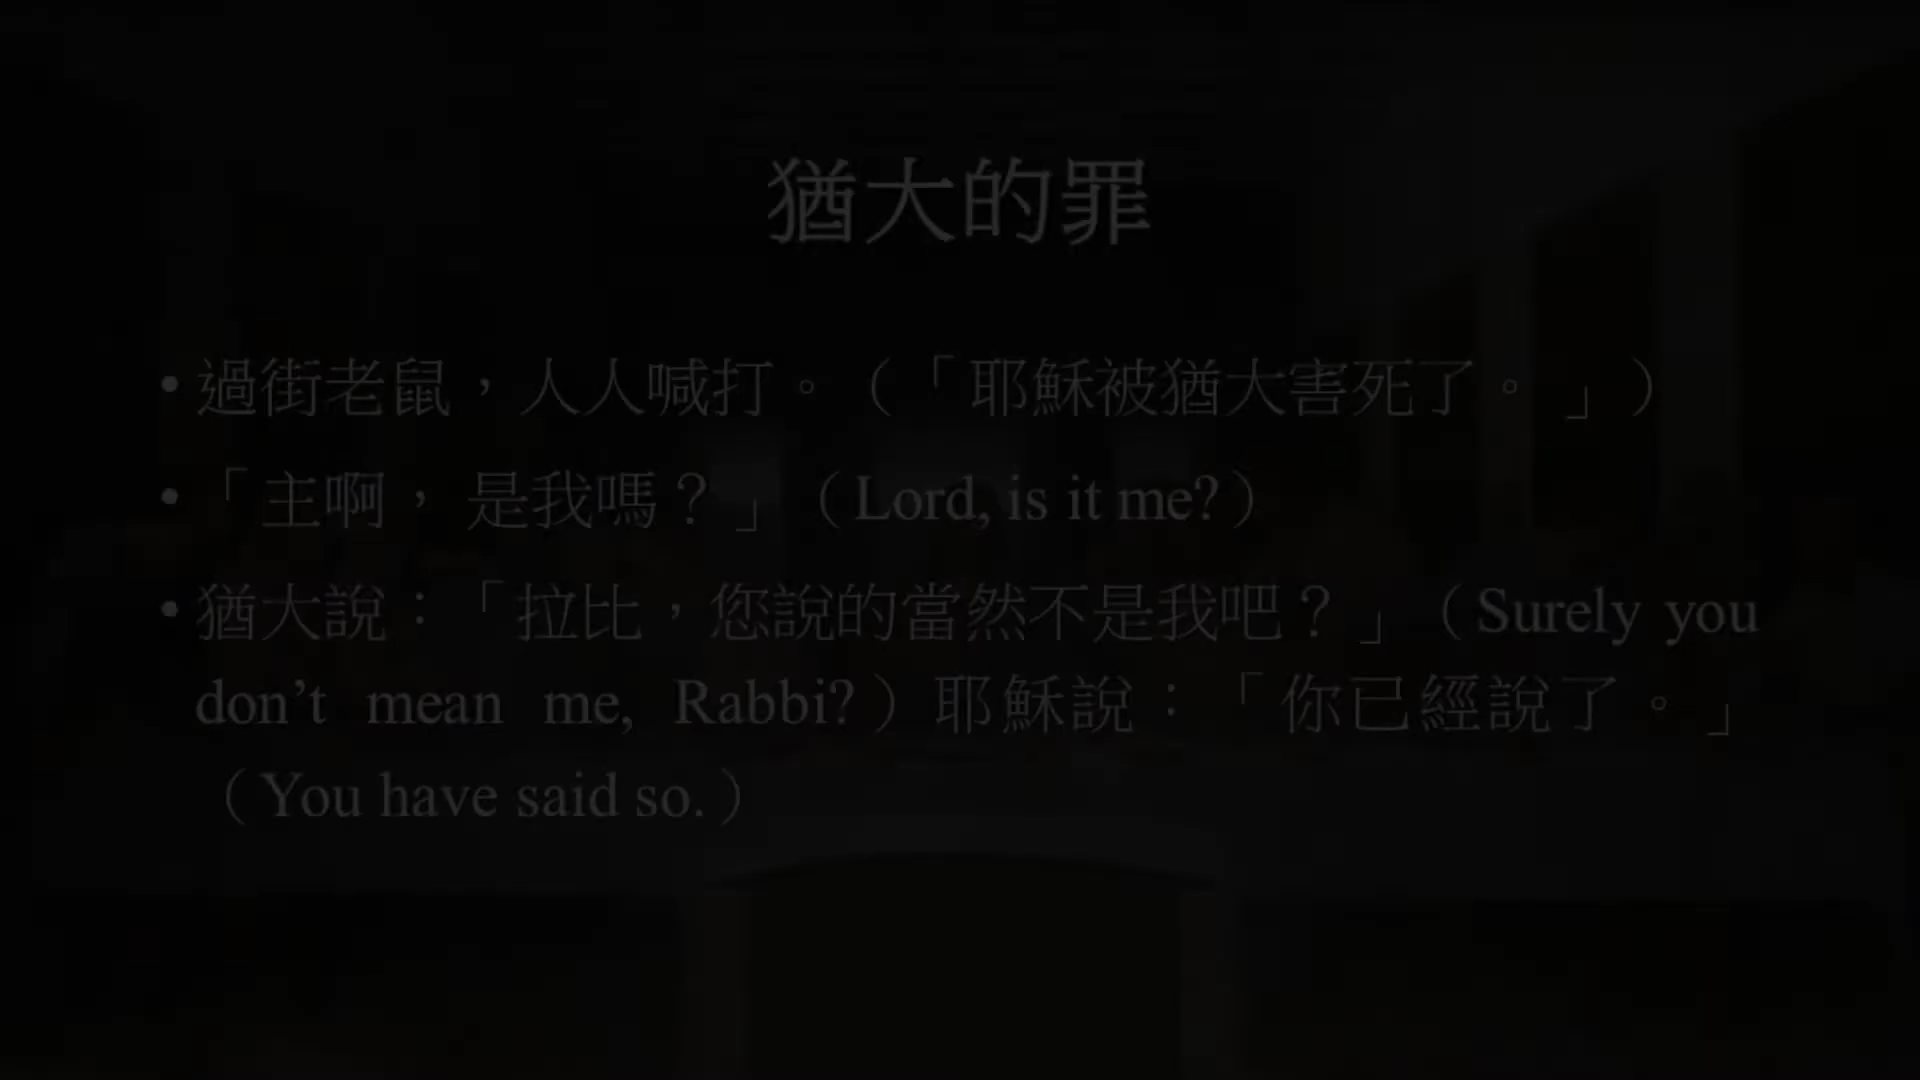 猶大的罪
• 過街老鼠，人人喊打。（「耶穌被猶大害死了。」）
• 「主啊， 是我嗎？」（Lord, is it me?）
• 猶大說：「拉比，您說的當然不是我吧？」（Surely you
don’t mean me, Rabbi?）耶穌說：「你已經說了。」
（You have said so.）